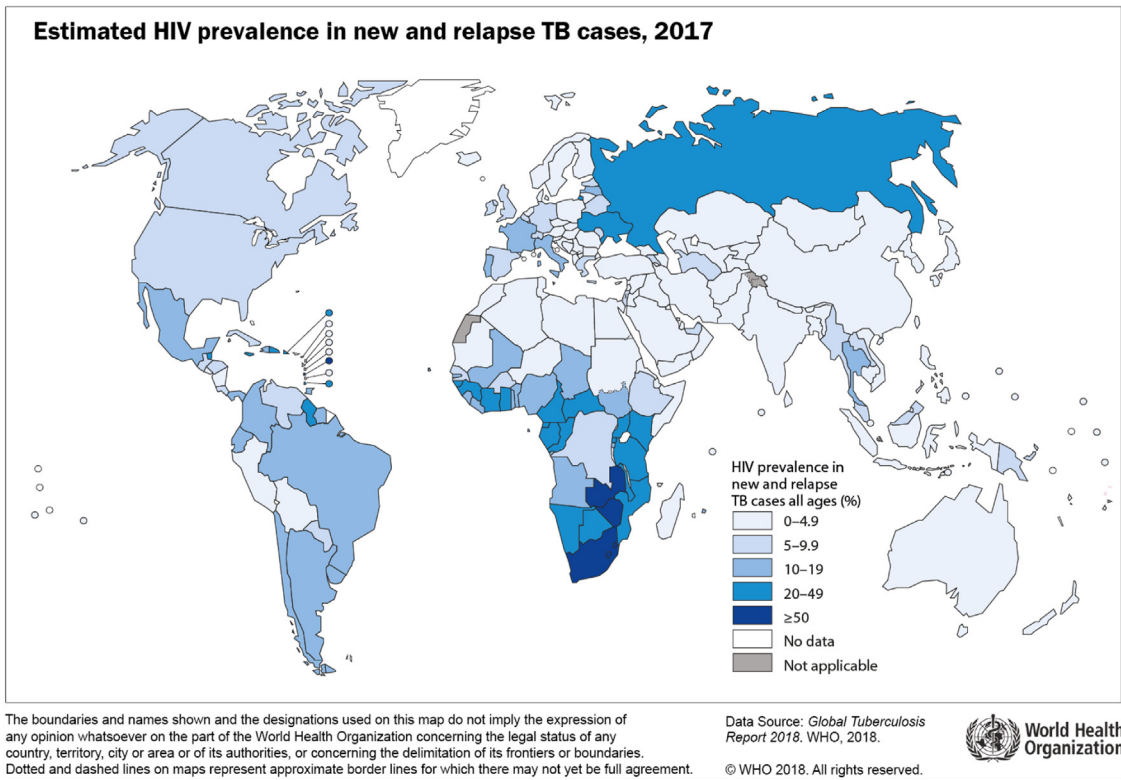 Estimated HIV prevalence in new and relapse TB cases, 2017
HIV prevalence in
new and relapse
TB cases all ages (%)
0–4.9
5–9.9
10–19
20–49
≥50
No data
Not applicable
The boundaries and names shown and the designations used on this map do not imply the expression of
any opinion whatsoever on the part of the World Health Organization concerning the legal status of any
country, territory, city or area or of its authorities, or concerning the delimitation of its frontiers or boundaries.
Dotted and dashed lines on maps represent approximate border lines for which there may not yet be full agreement.
Data Source: Global Tuberculosis
Report 2018. WHO, 2018.
© WHO 2018. All rights reserved.
World Health
Organization